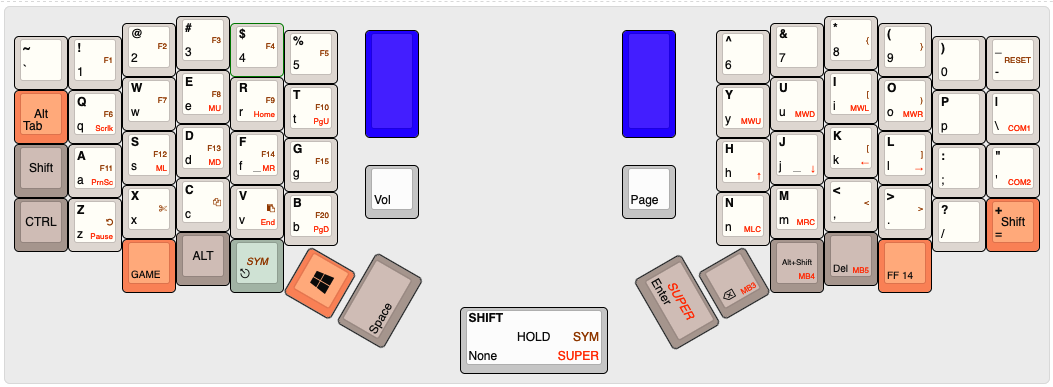 ~
`
! F1
1
@ F2
2
# F3
3
$ F4
4
% F5
5
^
6
&
7
* {
8
( }
9
)
0
_ RESET
-
Alt
Tab
Q F6
q Scrlk
W F7
w
E F8
e MU
R F9
r Home
T F10
t PgU
Y
y MWU
U
u MWD
I [
i MWL
O )
o MWR
P
p
|
\ COM1
Shift
A F11
a PrnSc
S F12
s ML
D F13
d MD
F F14
f _ MR
G F15
g
H
h ↑
J
j _ ↓
K [
k ←
L ]
l →
:
;
"
' COM2
CTRL
Z
z Pause
X
x
C
c
V
v End
B F20
b PgD
Vol
Page
N
n MLC
M
m MRC
< <
,
> >
.
?
/
+ Shift
=
GAME
ALT
SYM
Space
Enter
SUPER
MB3
Alt+Shift
MB4
Del MB5
FF 14
SHIFT
HOLD SYM
None SUPER